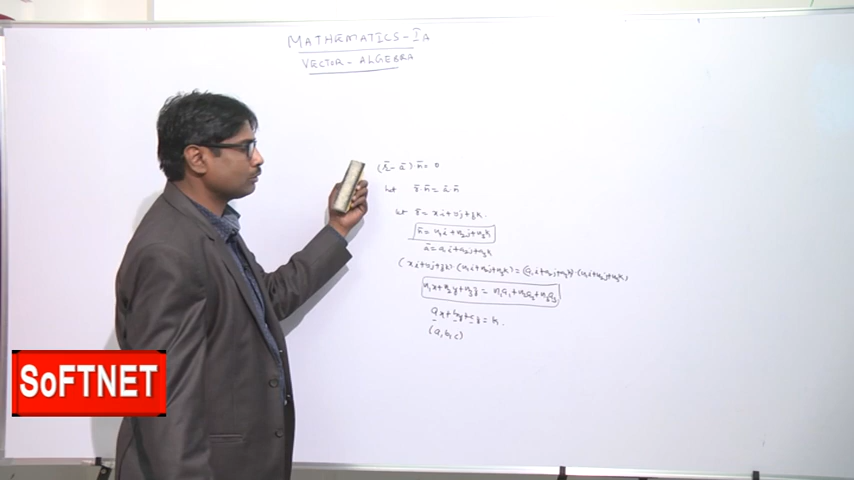 MATHEMATICS-IA
VECTOR-ALGEBRA
(r̄ - ā)·n̄ = 0
Let r̄·n̄ = ā·n̄
Let r̄ = xi+yj+zk.
n̄ = n₁i+n₂j+n₃k
ā = a₁i+a₂j+a₃k
(xi+yj+zk)·(n₁i+n₂j+n₃k) = (a₁i+a₂j+a₃k)·(n₁i+n₂j+n₃k)
n₁x+n₂y+n₃z = n₁a₁+n₂a₂+n₃a₃
ax+by+cz = k.
(a,b,c)
SoFTNET